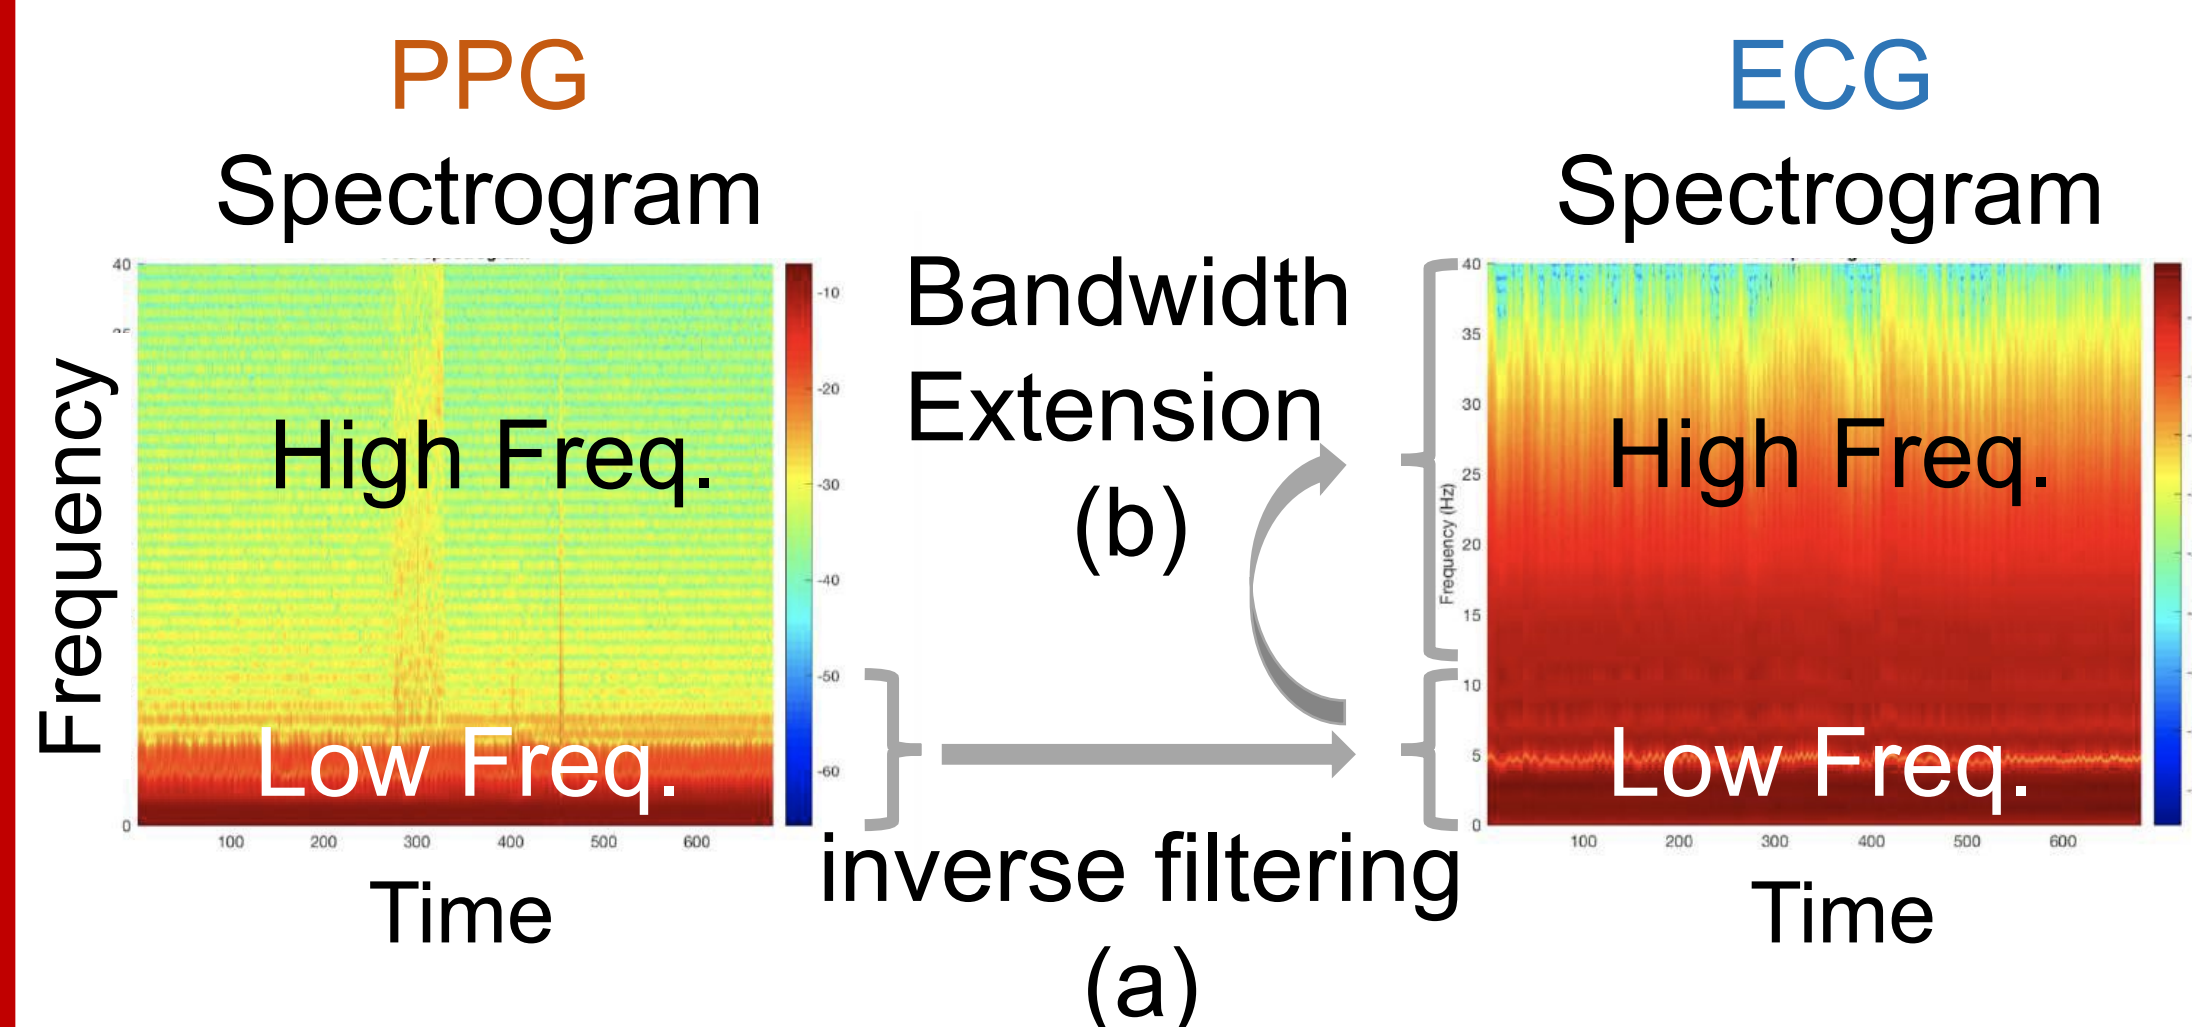 PPG
Spectrogram
Frequency
40
0
High Freq.
Low Freq.
100 200 300 400 500 600
Time
-10
-20
-30
-40
-50
-60
Bandwidth
Extension
(b)
inverse filtering
(a)
ECG
Spectrogram
Frequency (Hz)
40
35
30
25
20
15
10
5
0
High Freq.
Low Freq.
100 200 300 400 500 600
Time